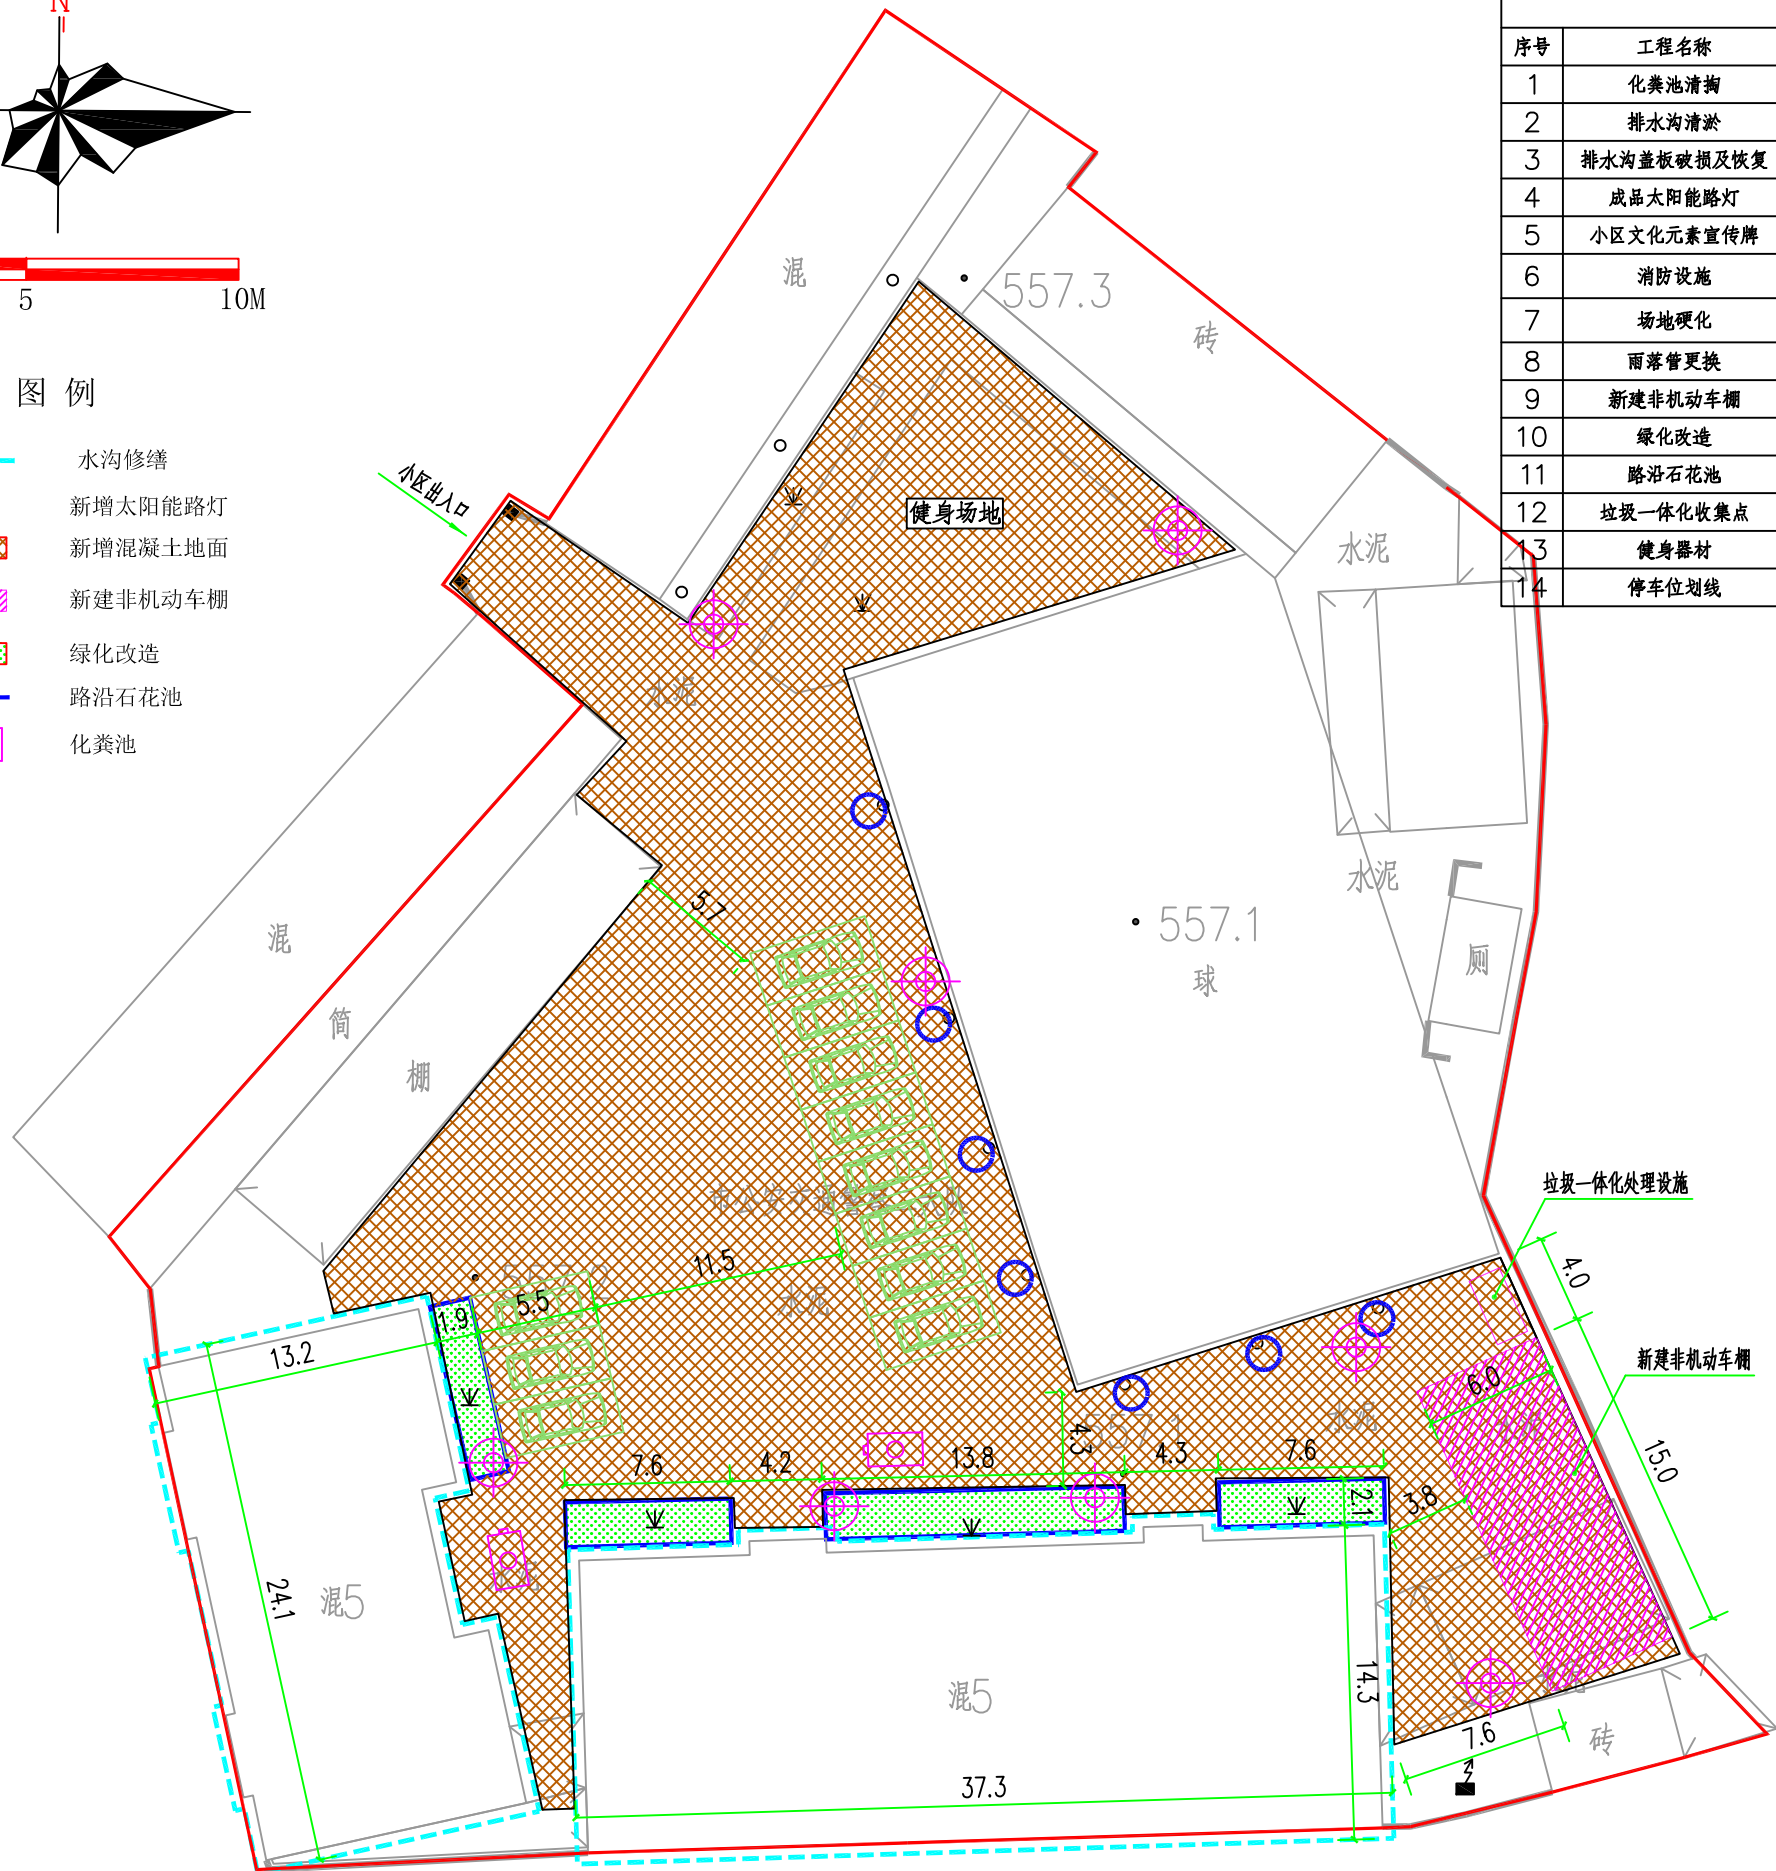 N
5
10M
图 例
水沟修缮
新增太阳能路灯
新增混凝土地面
新建非机动车棚
绿化改造
路沿石花池
化粪池
序号 工程名称
1 化粪池清掏
2 排水沟清淤
3 排水沟盖板破损及恢复
4 成品太阳能路灯
5 小区文化元素宣传牌
6 消防设施
7 场地硬化
8 雨落管更换
9 新建非机动车棚
10 绿化改造
11 路沿石花池
12 垃圾一体化收集点
13 健身器材
14 停车位划线
混
557.3
砖
小区出入口
健身场地
水泥
水泥
水泥
5.7
557.1
球
厕
混
简
棚
垃圾一体化处理设施
4.0
11.5
水泥
5.5
1.9
13.2
新建非机动车棚
6.0
水泥
15.0
4.3
7.6
4.2
13.8
4.3
7.6
2.1
3.8
24.1
混5
混5
14.3
7.6
砖
37.3